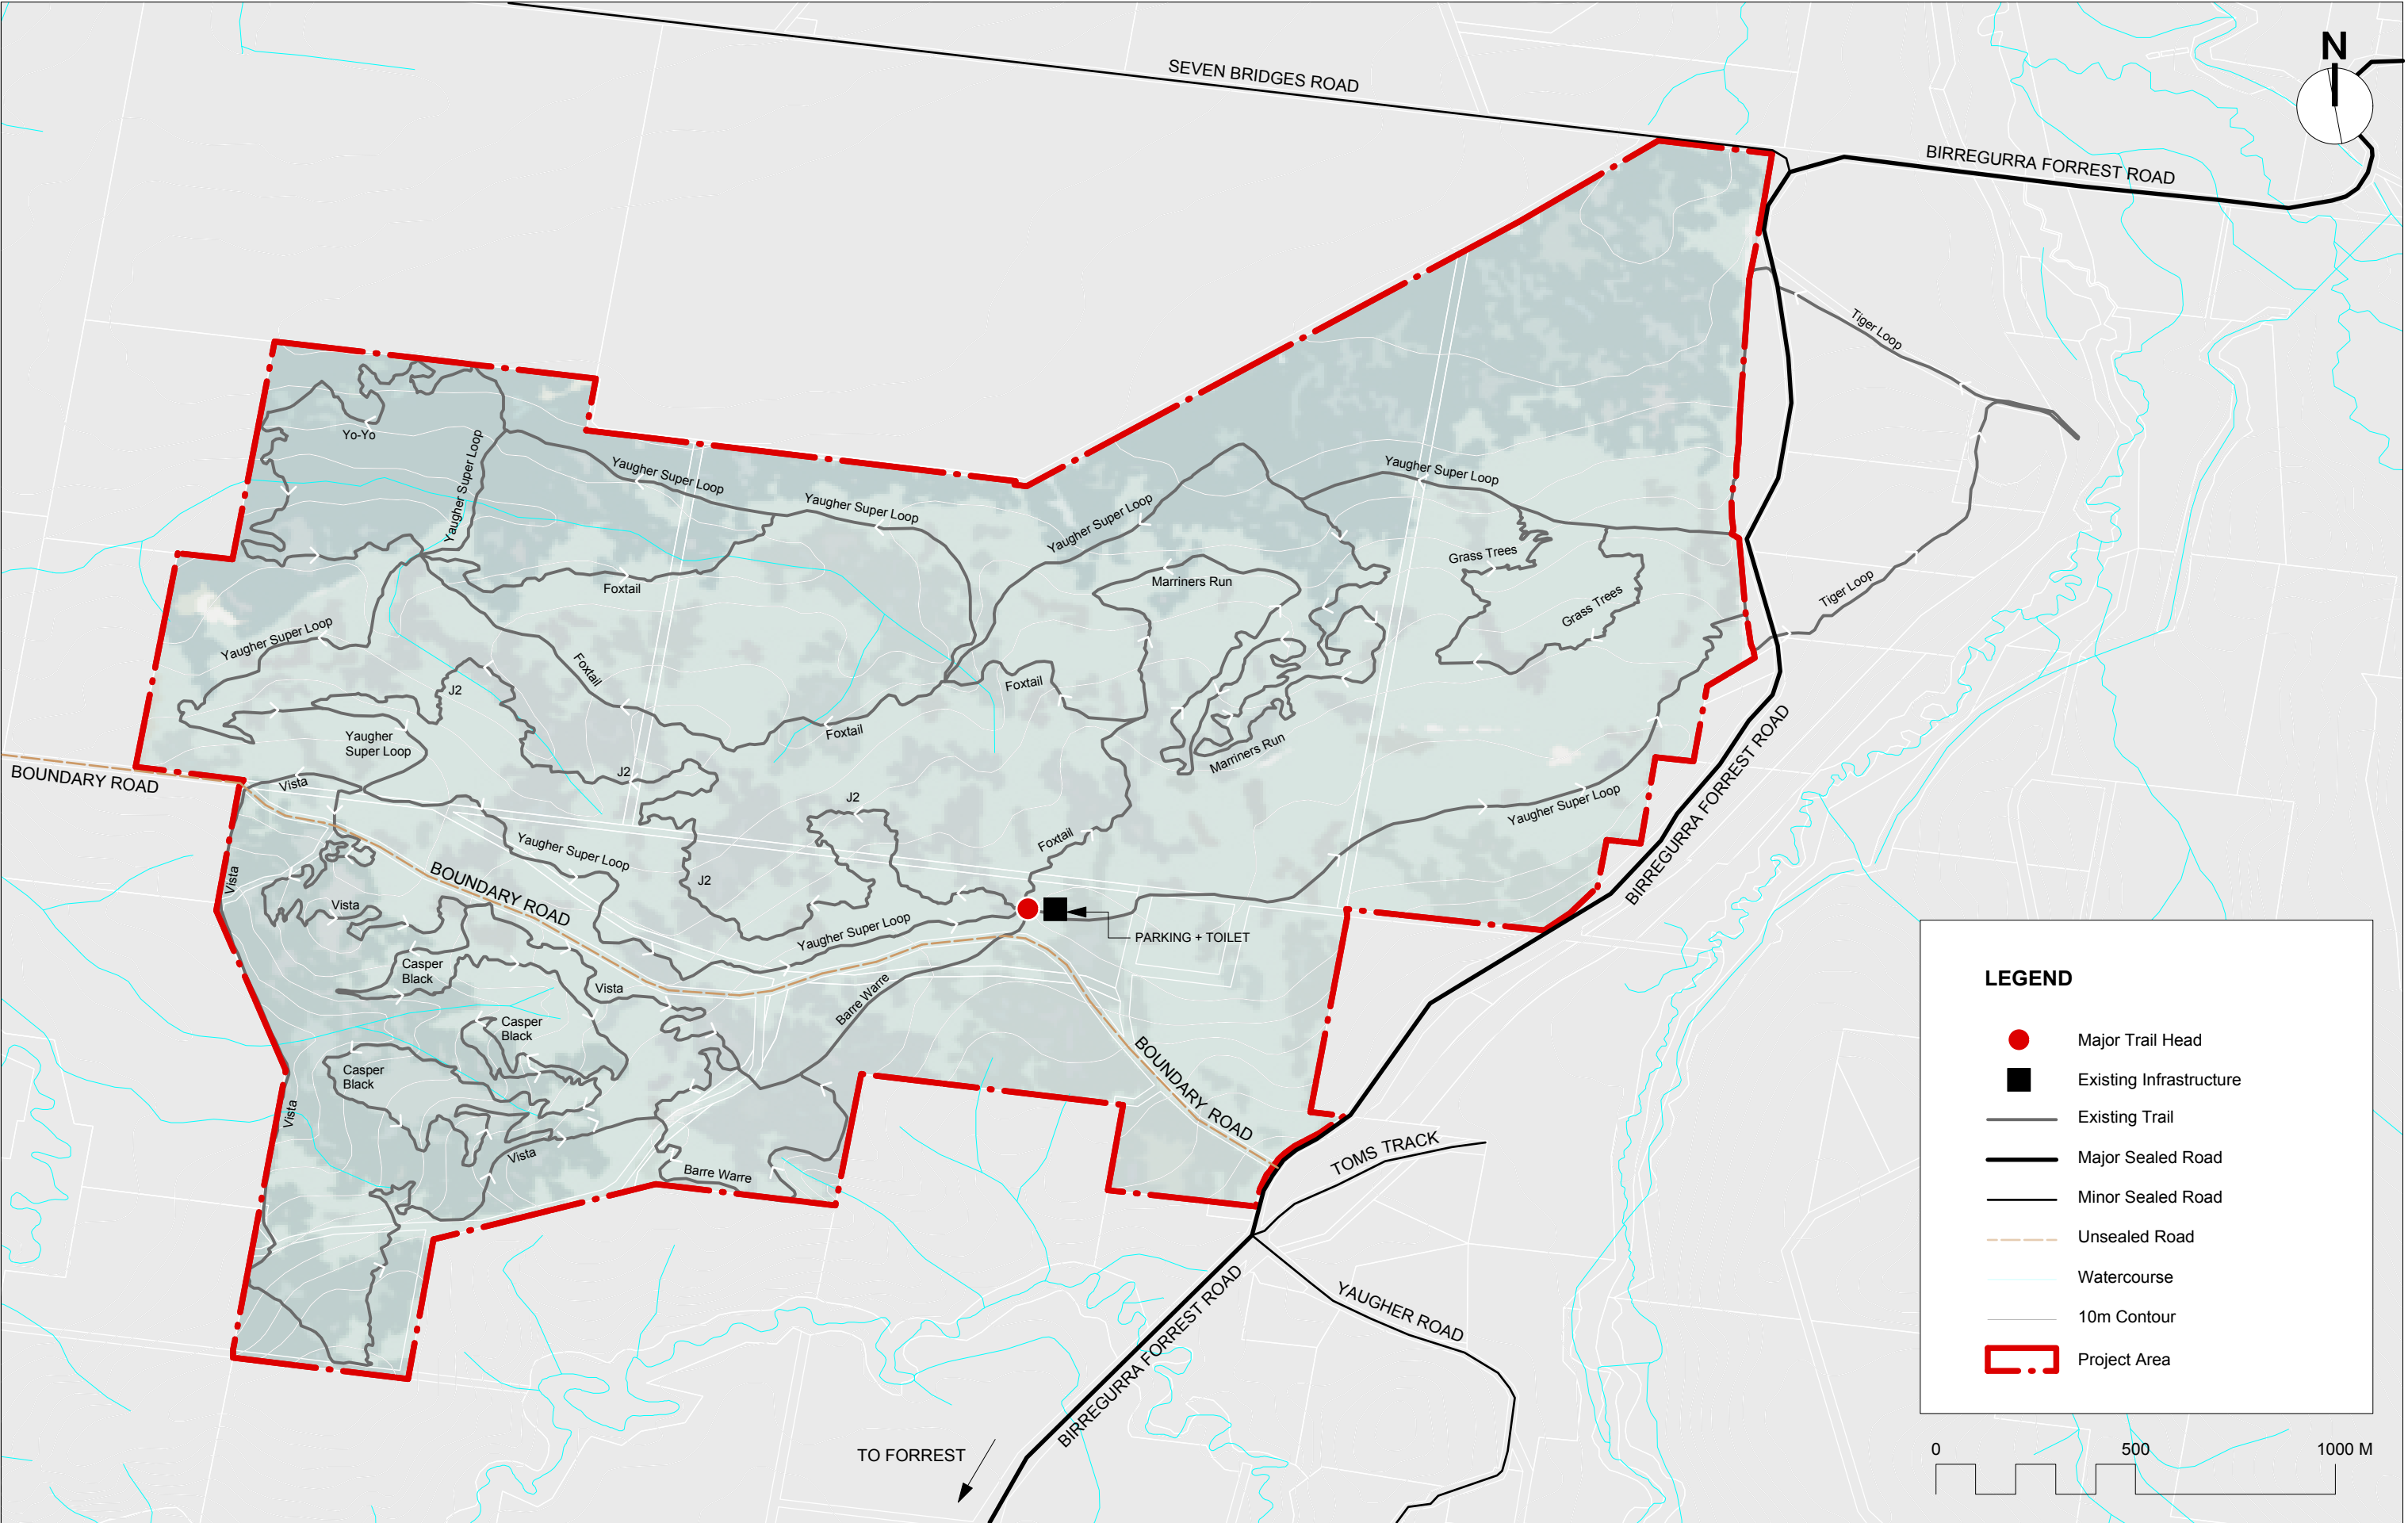 SEVEN BRIDGES ROAD
N
BIRREGURRA FORREST ROAD
Tiger Loop
Yo-Yo
Yaugher Super Loop
Yaugher Super Loop
Yaugher Super Loop
Yaugher Super Loop
Yaugher Super Loop
Grass Trees
Marriners Run
Foxtail
Tiger Loop
Grass Trees
Yaugher Super Loop
Foxtail
Foxtail
J2
Foxtail
Marriners Run
Yaugher
Super Loop
BOUNDARY ROAD
Vista
J2
J2
Yaugher Super Loop
BIRREGURRA FORREST ROAD
Foxtail
Yaugher Super Loop
Vista
BOUNDARY ROAD
J2
Vista
Yaugher Super Loop
PARKING + TOILET
Casper
Black
Vista
Barre Warre
Casper
Black
Casper
Black
BOUNDARY ROAD
Vista
Vista
Barre Warre
TOMS TRACK
YAUGHER ROAD
BIRREGURRA FORREST ROAD
TO FORREST
LEGEND
Major Trail Head
Existing Infrastructure
Existing Trail
Major Sealed Road
Minor Sealed Road
Unsealed Road
Watercourse
10m Contour
Project Area
0 500 1000 M